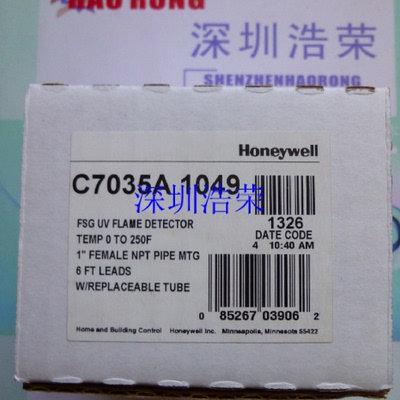 HAO RONG
深圳浩荣
SHENZHENHAORONG
Honeywell
C7035A 1049
深圳浩荣
FSG UV FLAME DETECTOR
TEMP 0 TO 250F
1" FEMALE NPT PIPE MTG
6 FT LEADS
W/REPLACEABLE TUBE
1326
DATE CODE
4 10:40 AM
0 85267 03906 2
Home and Building Control Honeywell Inc. Minneapolis, Minnesota 55422